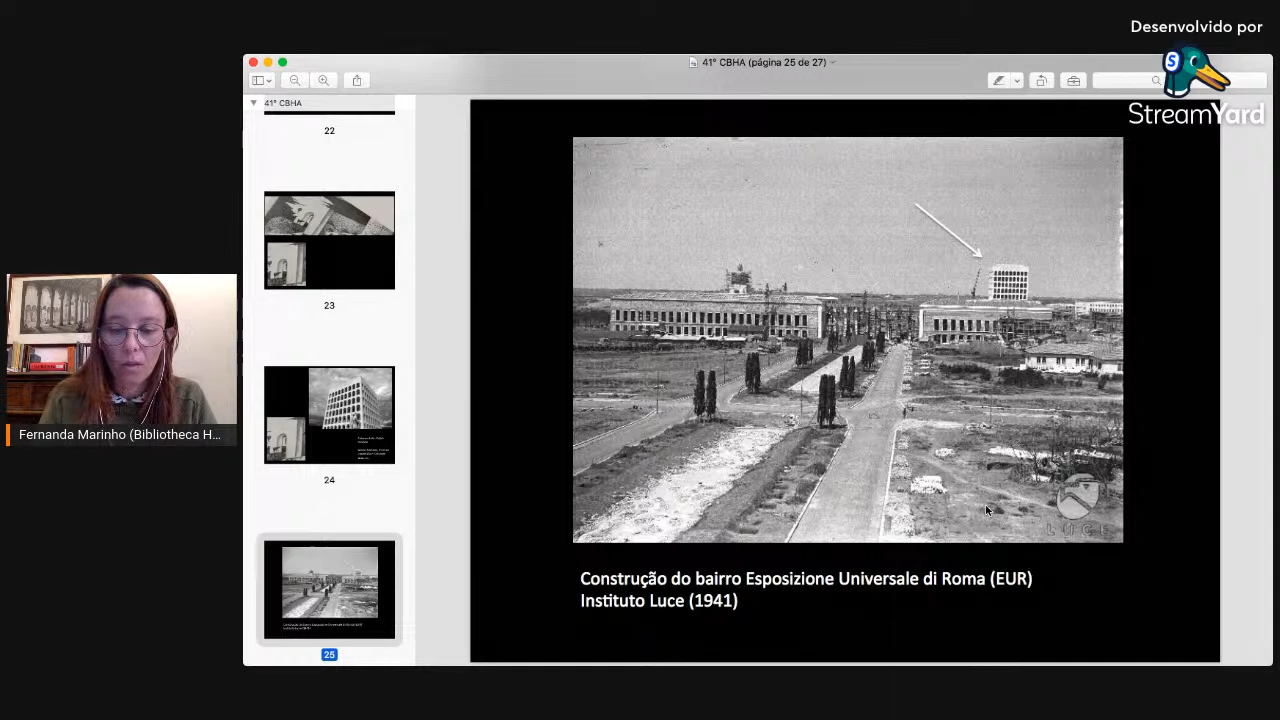 Desenvolvido por
StreamYard
41° CBHA (página 25 de 27)
41° CBHA
22
23
24
25
LUCE
Construção do bairro Esposizione Universale di Roma (EUR)
Instituto Luce (1941)
Fernanda Marinho (Bibliotheca H...